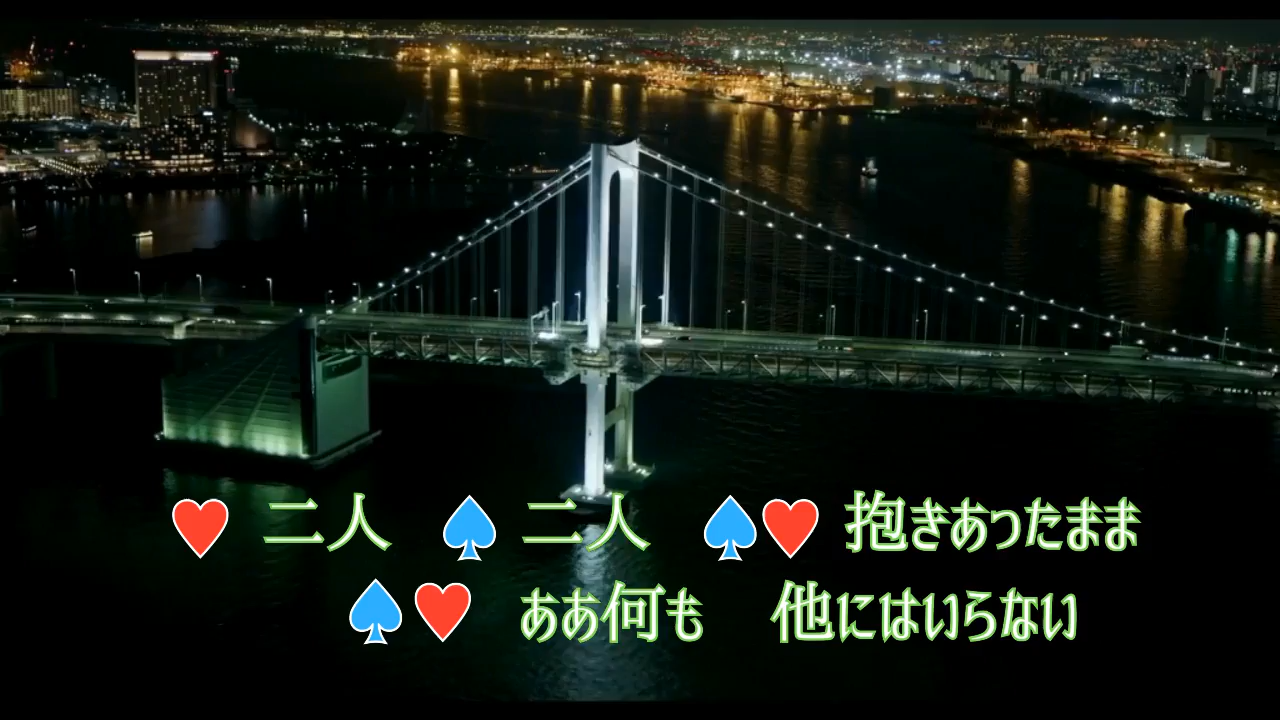 ♥ 二人 ♠ 二人 ♠♥ 抱きあったまま
♠♥ ああ何も 他にはいらない